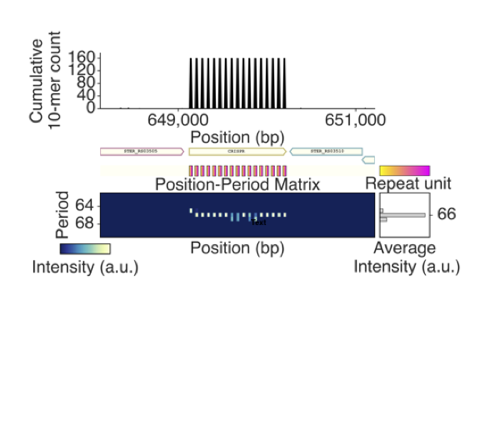 Cumulative
10-mer count
160
120
80
40
0
649,000
651,000
Position (bp)
CRISPR
Position-Period Matrix
Repeat unit
Period
64
68
66
Position (bp)
Average
Intensity (a.u.)
Intensity (a.u.)